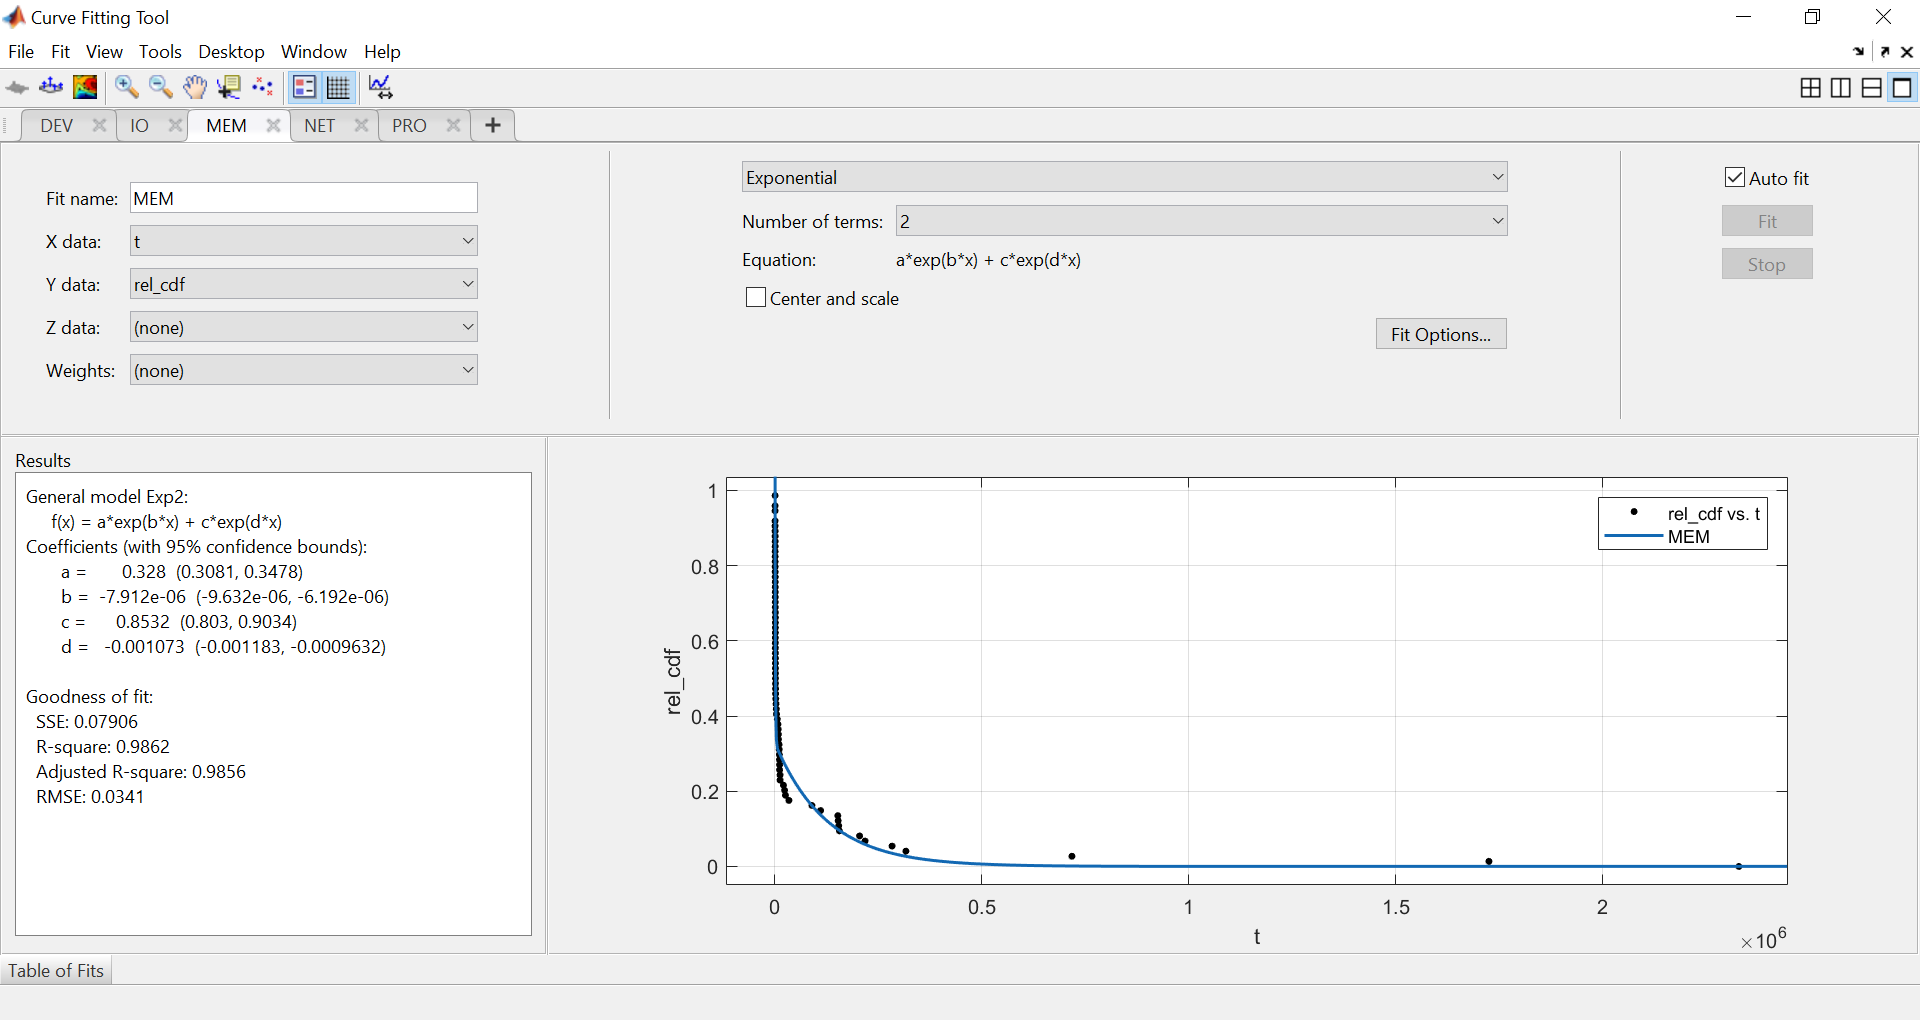 Curve Fitting Tool
File Fit View Tools Desktop Window Help
DEV IO MEM NET PRO
Fit name: MEM
X data: t
Y data: rel_cdf
Z data: (none)
Weights: (none)
Exponential
Number of terms: 2
Equation: a*exp(b*x) + c*exp(d*x)
Center and scale
Fit Options...
Auto fit
Fit
Stop
Results
General model Exp2:
f(x) = a*exp(b*x) + c*exp(d*x)
Coefficients (with 95% confidence bounds):
a = 0.328 (0.3081, 0.3478)
b = -7.912e-06 (-9.632e-06, -6.192e-06)
c = 0.8532 (0.803, 0.9034)
d = -0.001073 (-0.001183, -0.0009632)
Goodness of fit:
SSE: 0.07906
R-square: 0.9862
Adjusted R-square: 0.9856
RMSE: 0.0341
rel_cdf
1
0.8
0.6
0.4
0.2
0
rel_cdf vs. t
MEM
0 0.5 1 1.5 2
t
×10⁶
Table of Fits